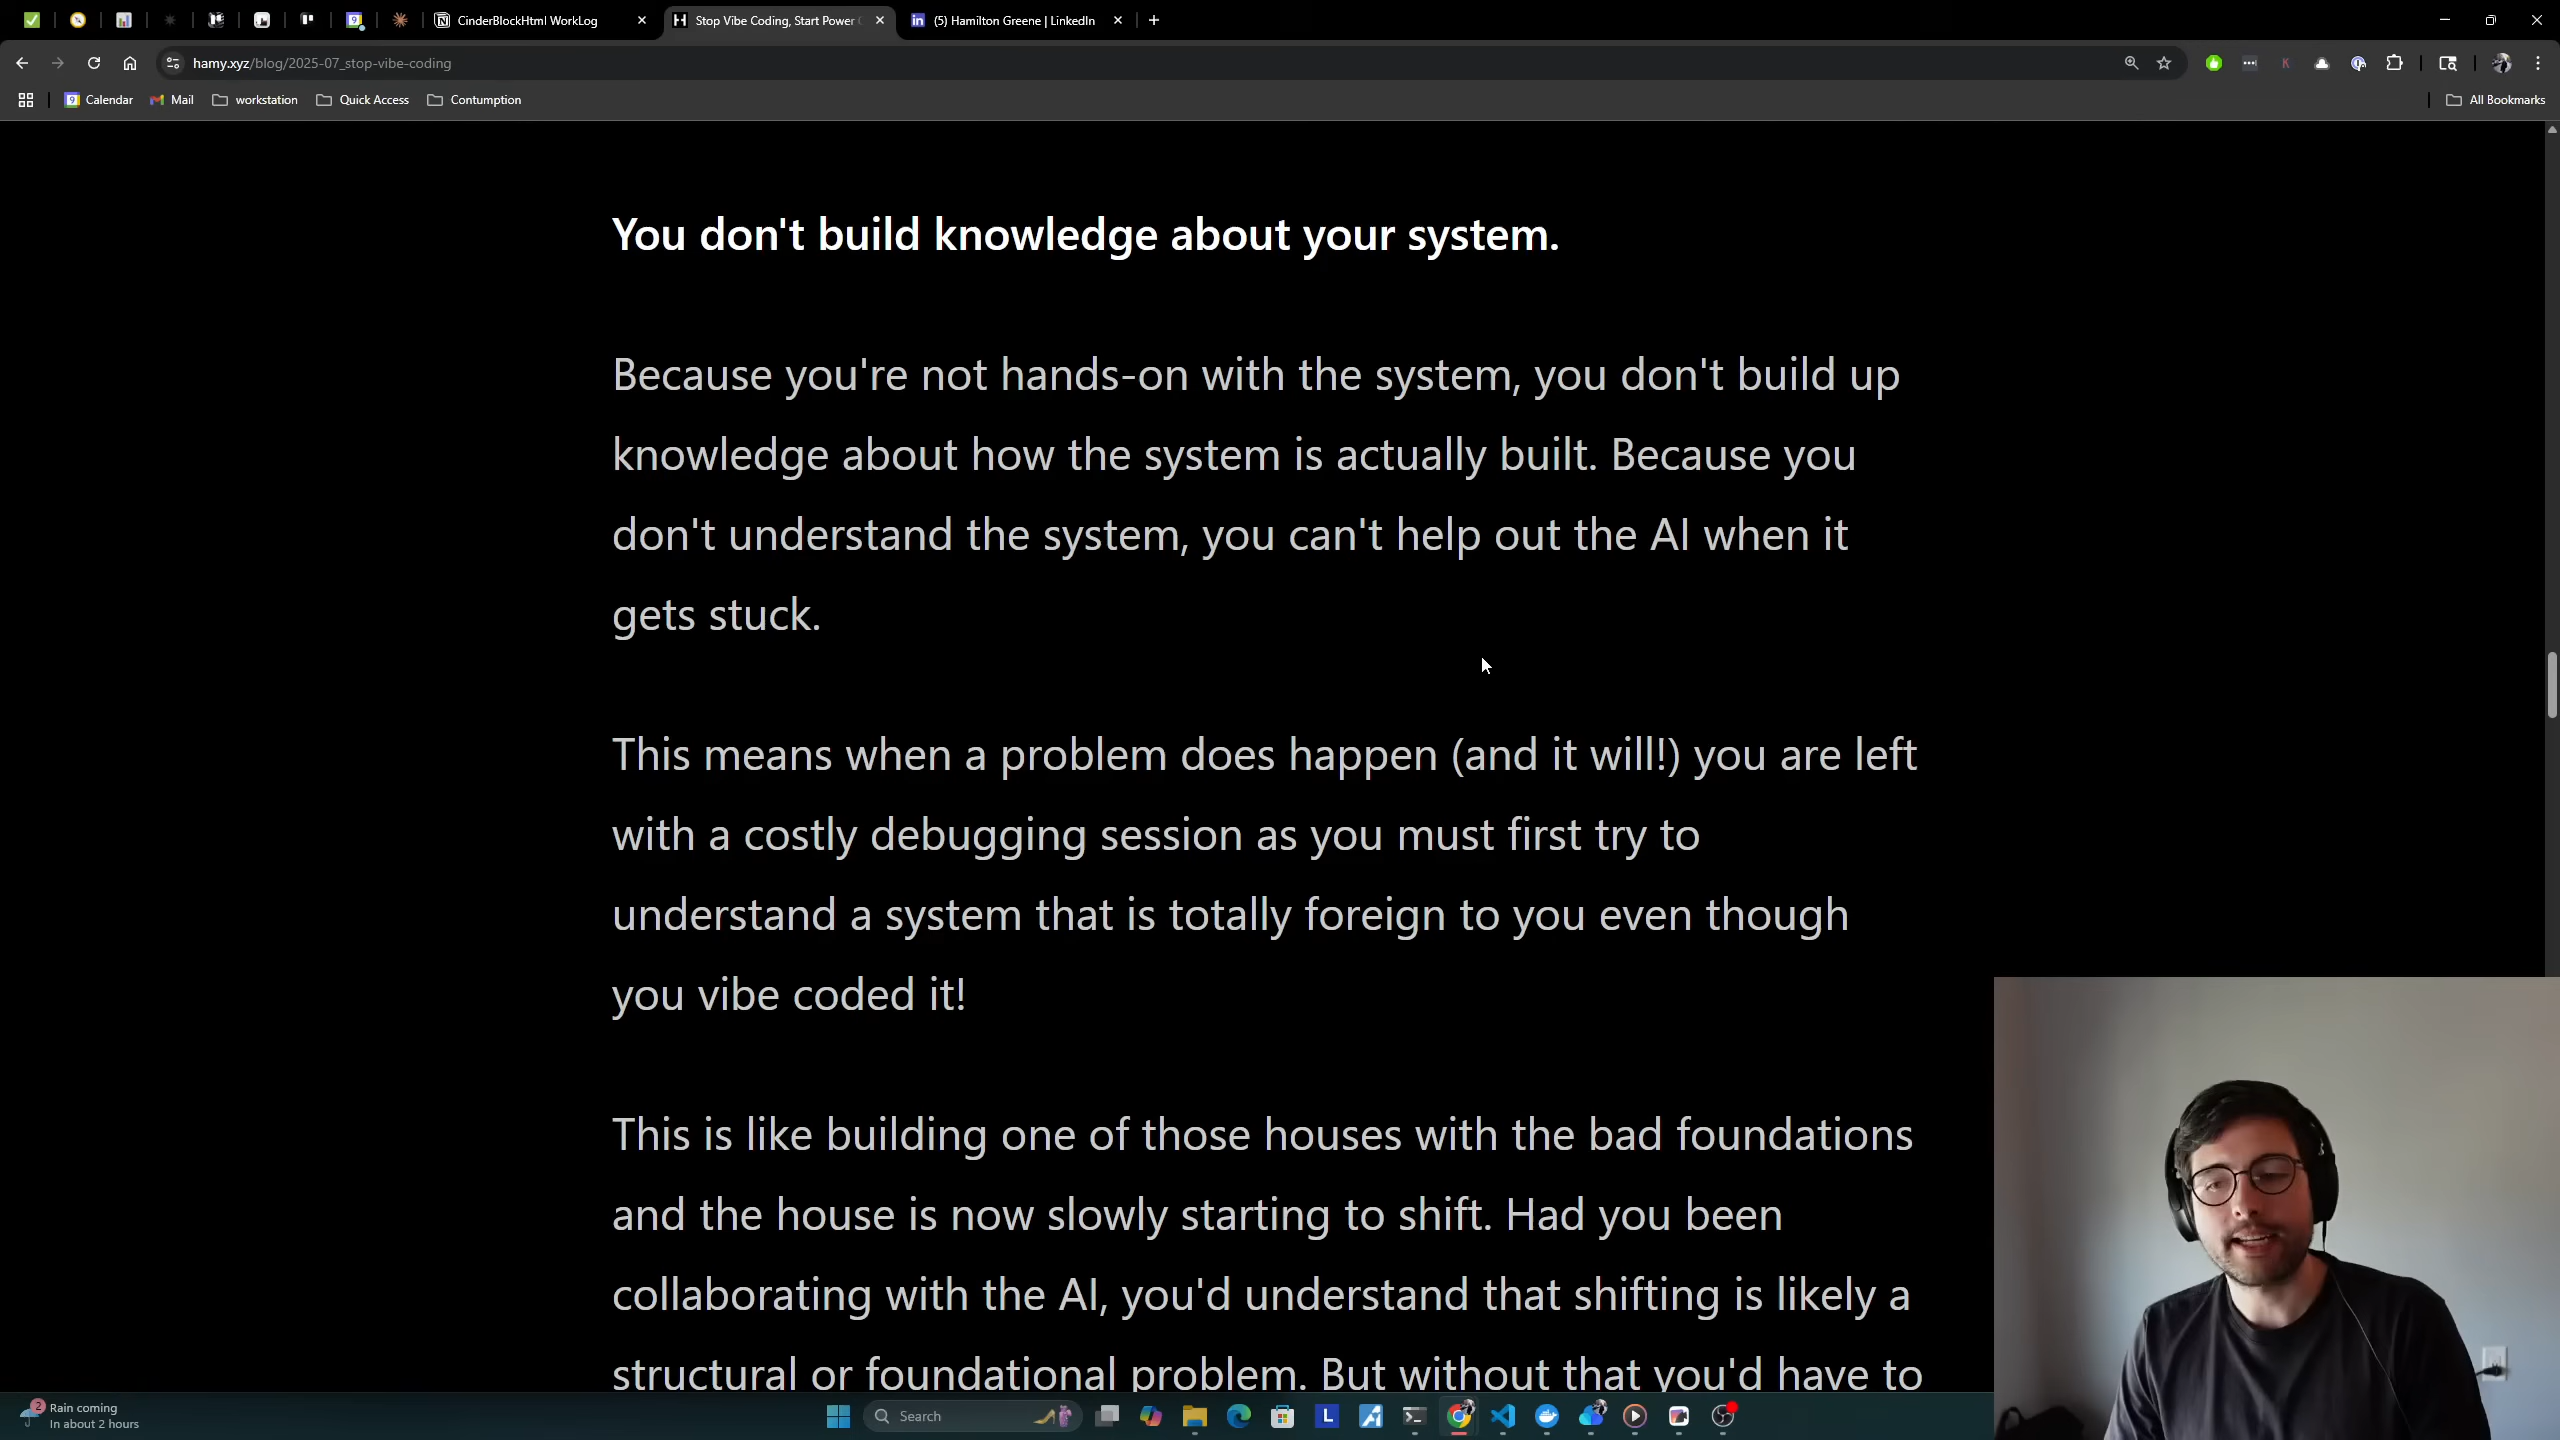 CinderBlockHtml WorkLog
Stop Vibe Coding, Start Power
(5) Hamilton Greene | LinkedIn
hamy.xyz/blog/2025-07_stop-vibe-coding
Calendar
Mail
workstation
Quick Access
Contumption
All Bookmarks
You don't build knowledge about your system.
Because you're not hands-on with the system, you don't build up
knowledge about how the system is actually built. Because you
don't understand the system, you can't help out the AI when it
gets stuck.
This means when a problem does happen (and it will!) you are left
with a costly debugging session as you must first try to
understand a system that is totally foreign to you even though
you vibe coded it!
This is like building one of those houses with the bad foundations
and the house is now slowly starting to shift. Had you been
collaborating with the AI, you'd understand that shifting is likely a
structural or foundational problem. But without that you'd have to
2
Rain coming
In about 2 hours
Search